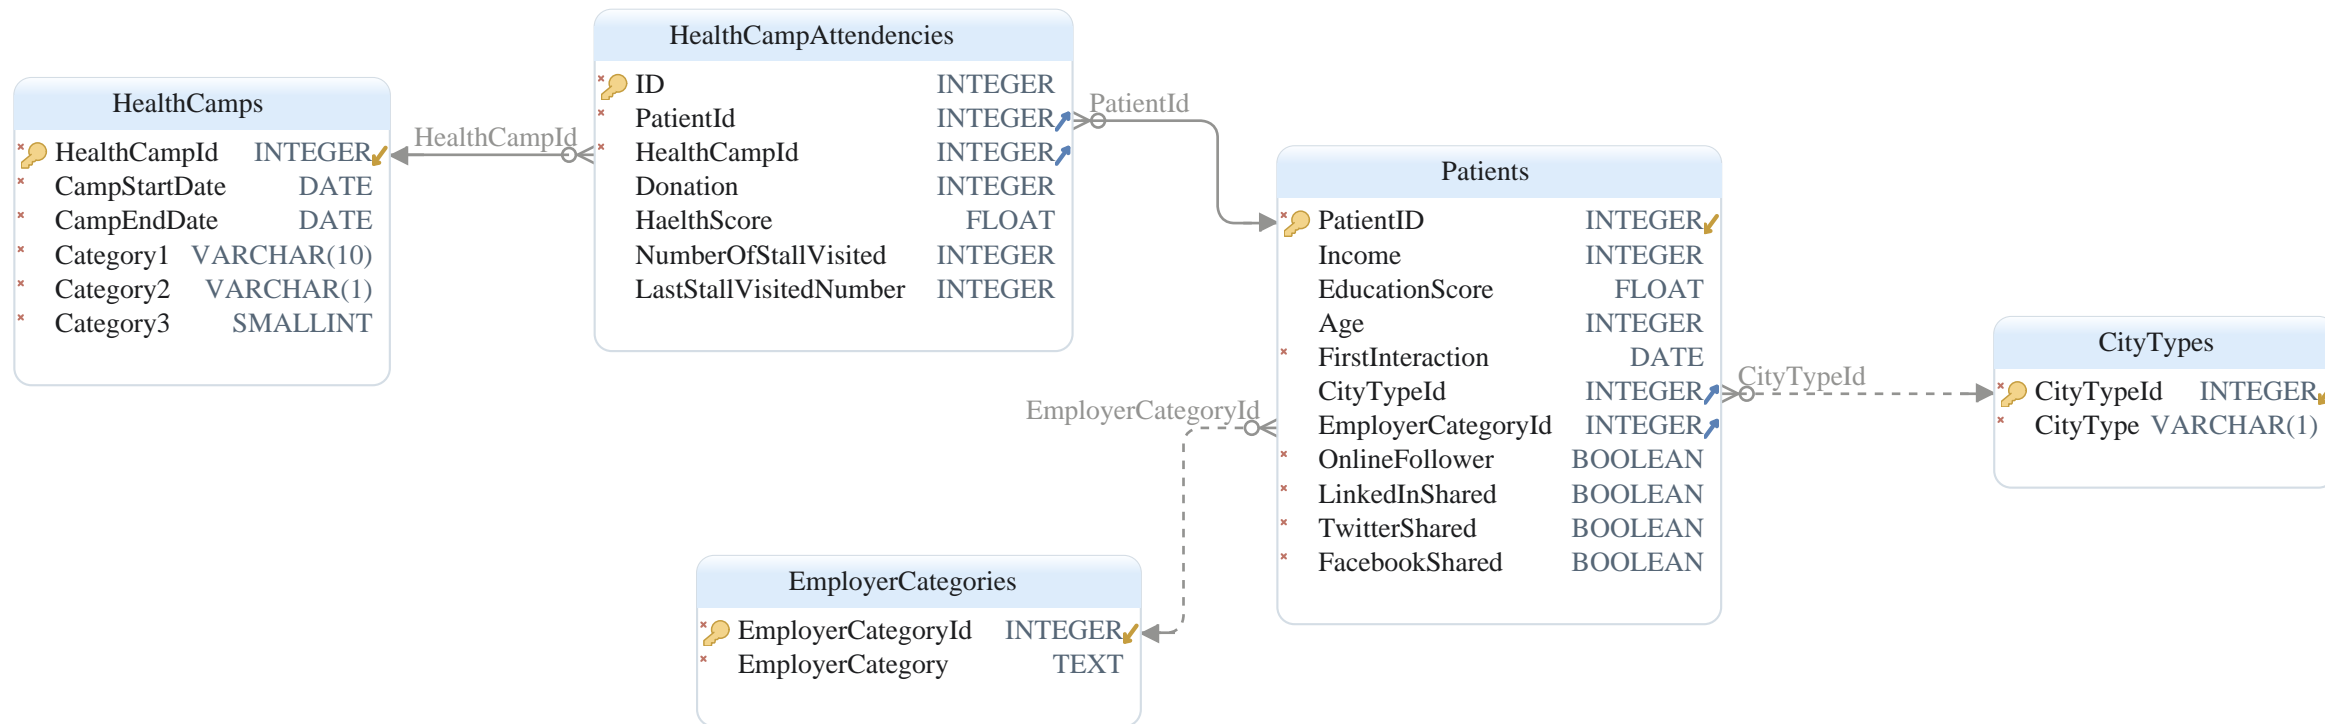 HealthCamps
HealthCampId INTEGER
CampStartDate DATE
CampEndDate DATE
Category1 VARCHAR(10)
Category2 VARCHAR(1)
Category3 SMALLINT
HealthCampId
HealthCampAttendencies
ID INTEGER
PatientId INTEGER
HealthCampId INTEGER
Donation INTEGER
HaelthScore FLOAT
NumberOfStallVisited INTEGER
LastStallVisitedNumber INTEGER
PatientId
Patients
PatientID INTEGER
Income INTEGER
EducationScore FLOAT
Age INTEGER
FirstInteraction DATE
CityTypeId INTEGER
EmployerCategoryId INTEGER
OnlineFollower BOOLEAN
LinkedInShared BOOLEAN
TwitterShared BOOLEAN
FacebookShared BOOLEAN
CityTypeId
CityTypes
CityTypeId INTEGER
CityType VARCHAR(1)
EmployerCategoryId
EmployerCategories
EmployerCategoryId INTEGER
EmployerCategory TEXT